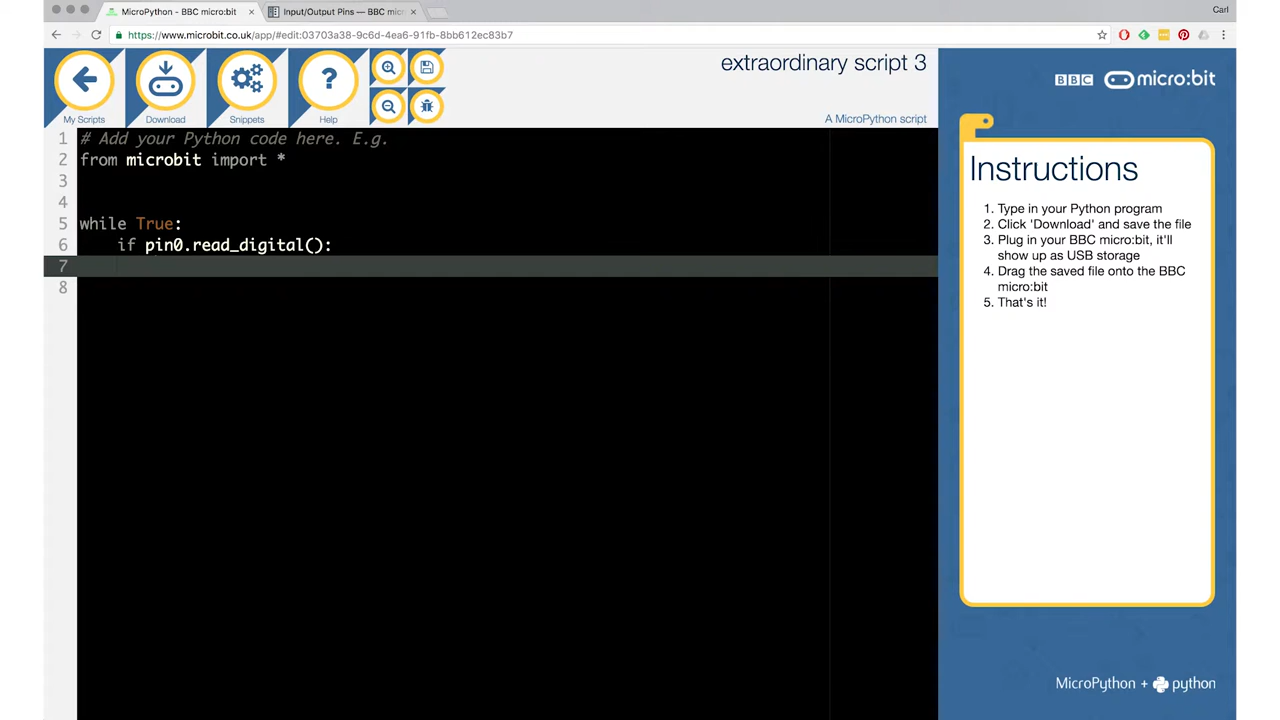 MicroPython - BBC micro:bit
Input/Output Pins — BBC mic
Carl
https://www.microbit.co.uk/app/#edit:03703a38-9c6d-4ea6-91fb-8bb612ec83b7
My Scripts
Download
?
Help
Snippets
extraordinary script 3
A MicroPython script
BBC micro:bit
1 # Add your Python code here. E.g.
2 from microbit import *
3
4
5 while True:
6 if pin0.read_digital():
7
8
Instructions
1. Type in your Python program
2. Click 'Download' and save the file
3. Plug in your BBC micro:bit, it'll
show up as USB storage
4. Drag the saved file onto the BBC
micro:bit
5. That's it!
MicroPython + python